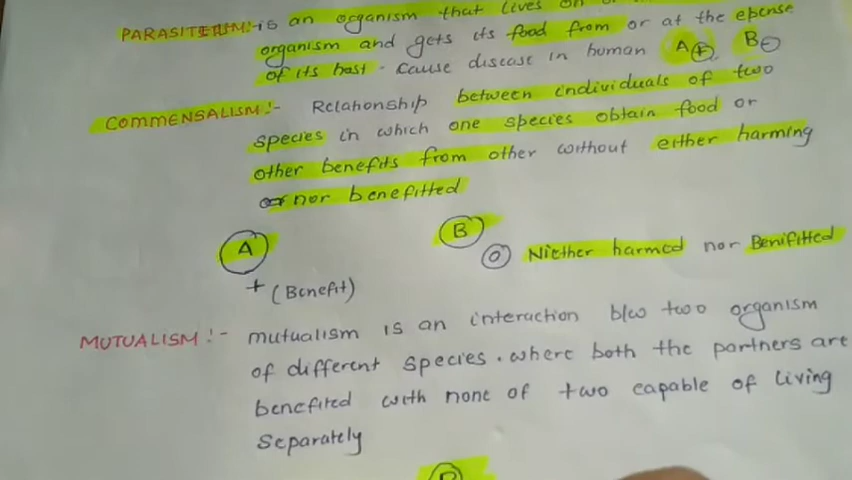 PARASITISM:- is an organism that lives on or
organism and gets its food from or at the epense
of its host. Cause disease in human A + B -
COMMENSALISM:- Relationship between individuals of two
species in which one species obtain food or
other benefits from other without either harming
or nor benefitted
A B
0 Niether harmed nor Benifitted
+ (Benefit)
MUTUALISM:- mutualism is an interaction b/w two organism
of different species. where both the partners are
benefited with none of two capable of living
Separately